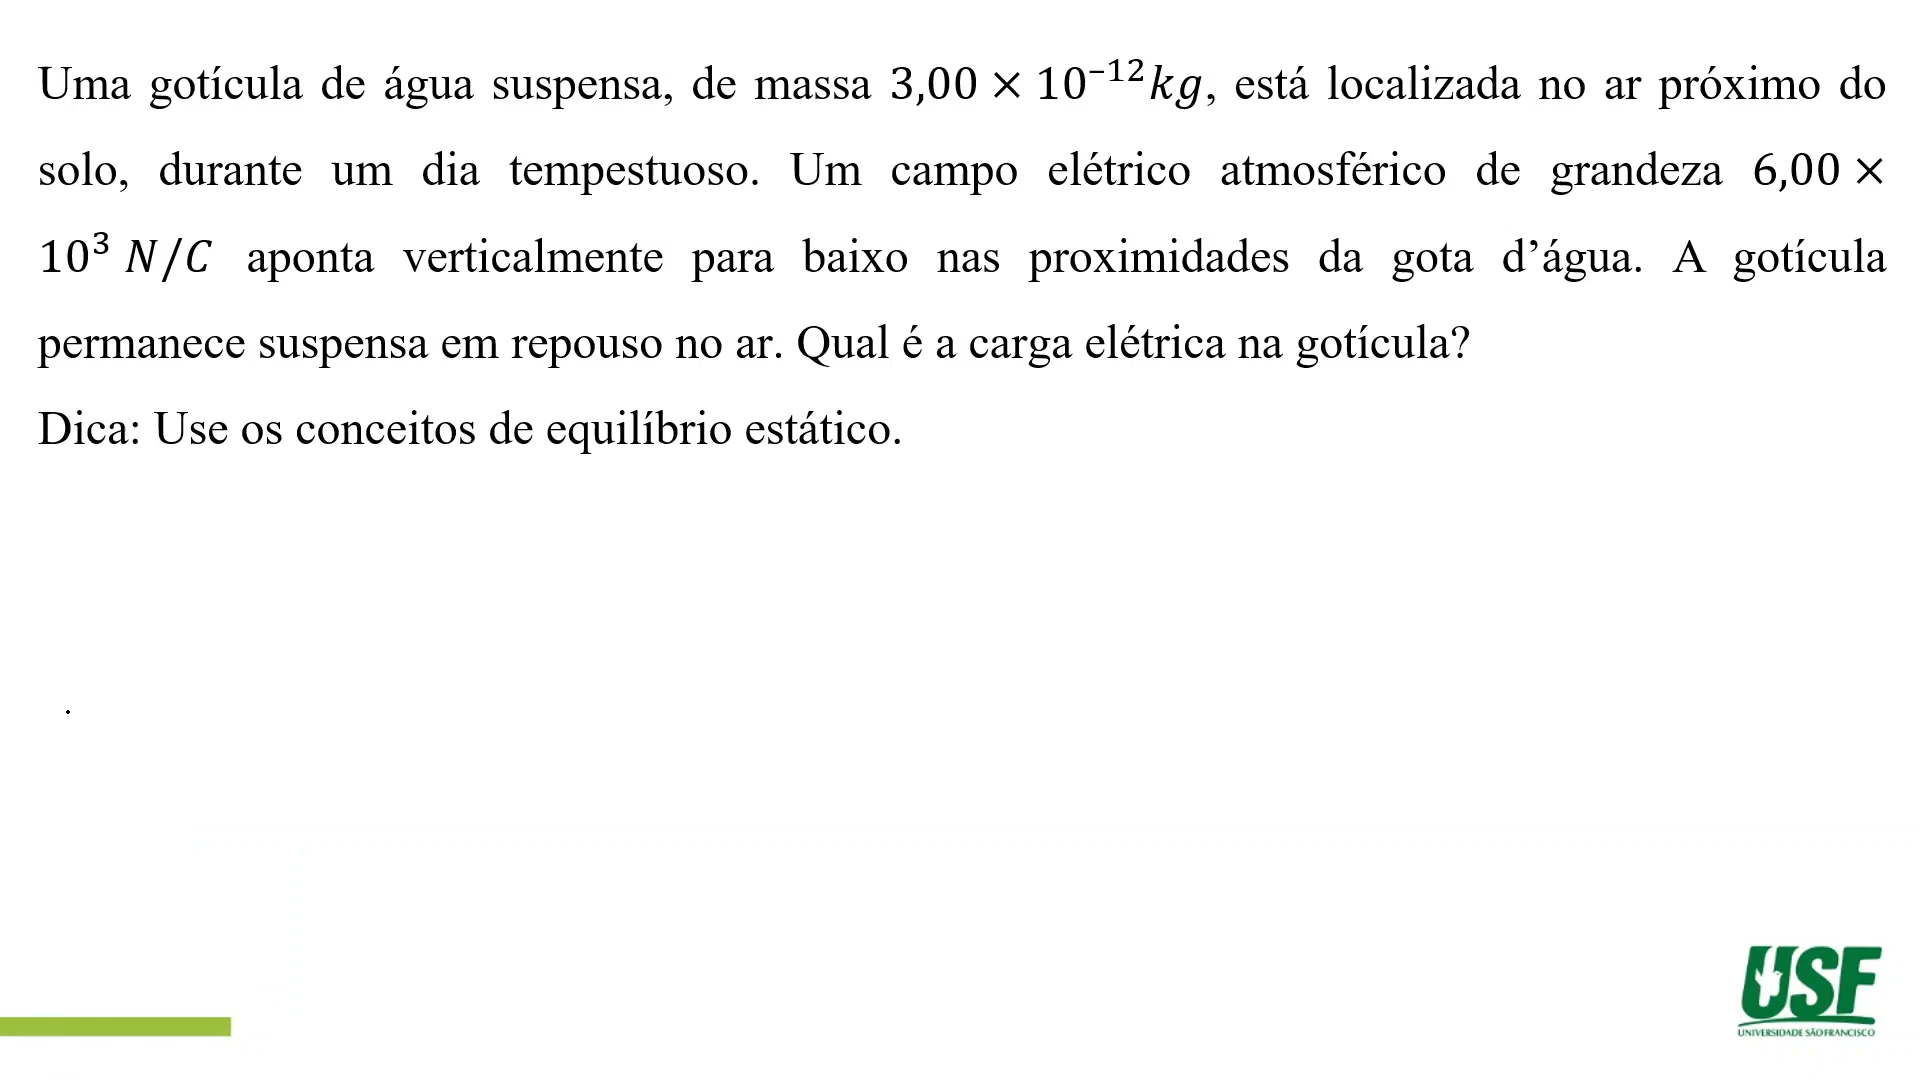 Uma gotícula de água suspensa, de massa 3,00 × 10⁻¹²kg, está localizada no ar próximo do
solo, durante um dia tempestuoso. Um campo elétrico atmosférico de grandeza 6,00 ×
10³ N/C aponta verticalmente para baixo nas proximidades da gota d’água. A gotícula
permanece suspensa em repouso no ar. Qual é a carga elétrica na gotícula?
Dica: Use os conceitos de equilíbrio estático.
.
USF
UNIVERSIDADE SÃO FRANCISCO